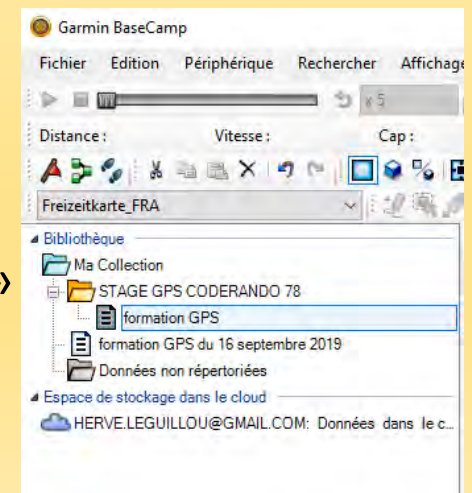 Garmin BaseCamp
Fichier Edition Périphérique Rechercher Affichage
x 5
Distance : Vitesse : Cap :
Freizeitkarte_FRA
Bibliothèque
Ma Collection
STAGE GPS CODERANDO 78
formation GPS
formation GPS du 16 septembre 2019
Données non répertoriées
Espace de stockage dans le cloud
HERVE.LEGUILLOU@GMAIL.COM: Données dans le c...